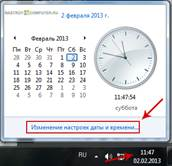 NASTROYCOMPUTER.RU
2 февраля 2013 г.
Февраль 2013
Пн Вт Ср Чт Пт Сб Вс
28 29 30 31 1 2 3
4 5 6 7 8 9 10
11 12 13 14 15 16 17
18 19 20 21 22 23 24
25 26 27 28 1 2 3
4 5 6 7 8 9 10
11:47:54
суббота
Изменение настроек даты и времени...
RU
11:47
02.02.2013